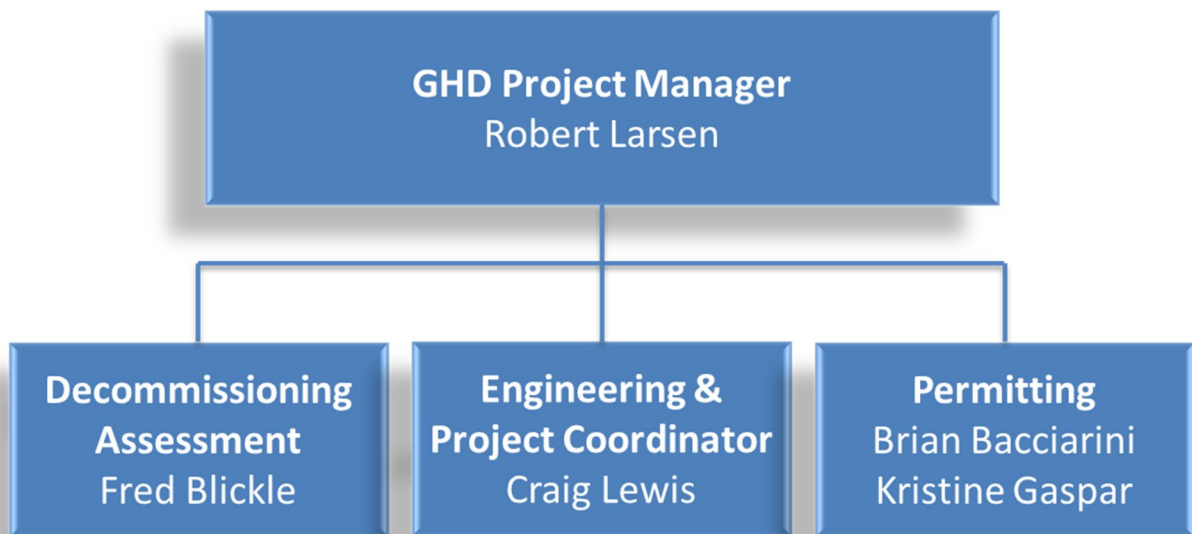 GHD Project Manager
Robert Larsen
Decommissioning
Assessment
Fred Blickle
Engineering &
Project Coordinator
Craig Lewis
Permitting
Brian Bacciarini
Kristine Gaspar